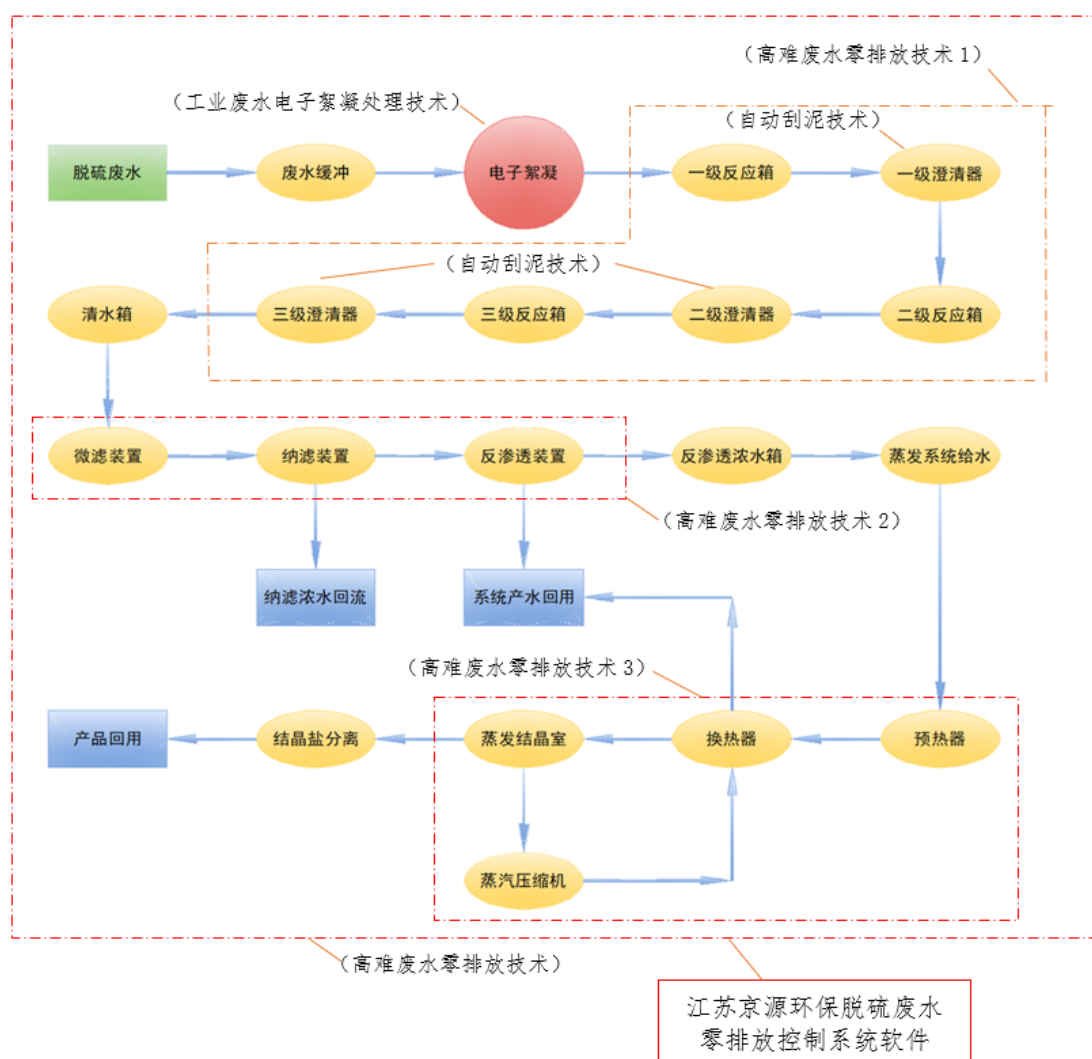 （高难废水零排放技术1）
（工业废水电子絮凝处理技术）
（自动刮泥技术）
脱硫废水
废水缓冲
电子絮凝
一级反应箱
一级澄清器
（自动刮泥技术）
清水箱
三级澄清器
三级反应箱
二级澄清器
二级反应箱
微滤装置
纳滤装置
反渗透装置
反渗透浓水箱
蒸发系统给水
（高难废水零排放技术2）
纳滤浓水回流
系统产水回用
（高难废水零排放技术3）
产品回用
结晶盐分离
蒸发结晶室
换热器
预热器
蒸汽压缩机
（高难废水零排放技术）
江苏京源环保脱硫废水
零排放控制系统软件